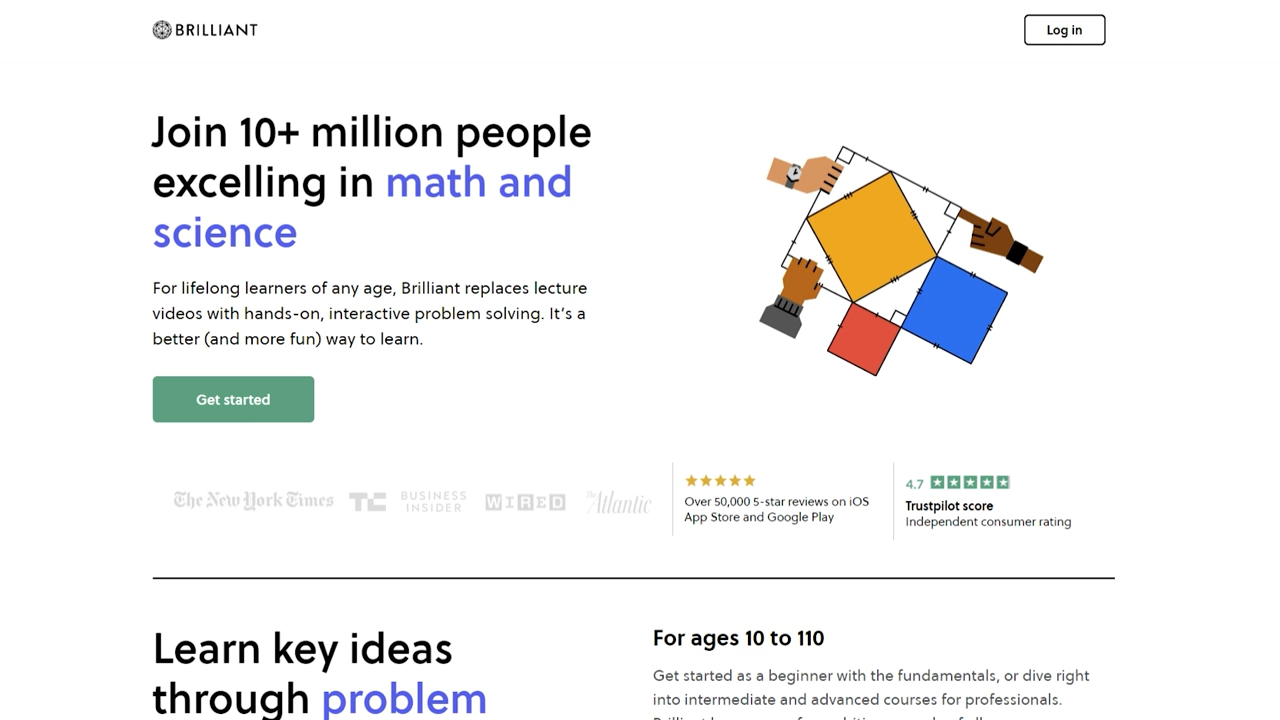 BRILLIANT
Log in
Join 10+ million people
excelling in math and
science
For lifelong learners of any age, Brilliant replaces lecture
videos with hands-on, interactive problem solving. It's a
better (and more fun) way to learn.
Get started
The New York Times
TC
BUSINESS
INSIDER
WIRED
The Atlantic
Over 50,000 5-star reviews on iOS
App Store and Google Play
4.7
Trustpilot score
Independent consumer rating
Learn key ideas
through problem
For ages 10 to 110
Get started as a beginner with the fundamentals, or dive right
into intermediate and advanced courses for professionals.